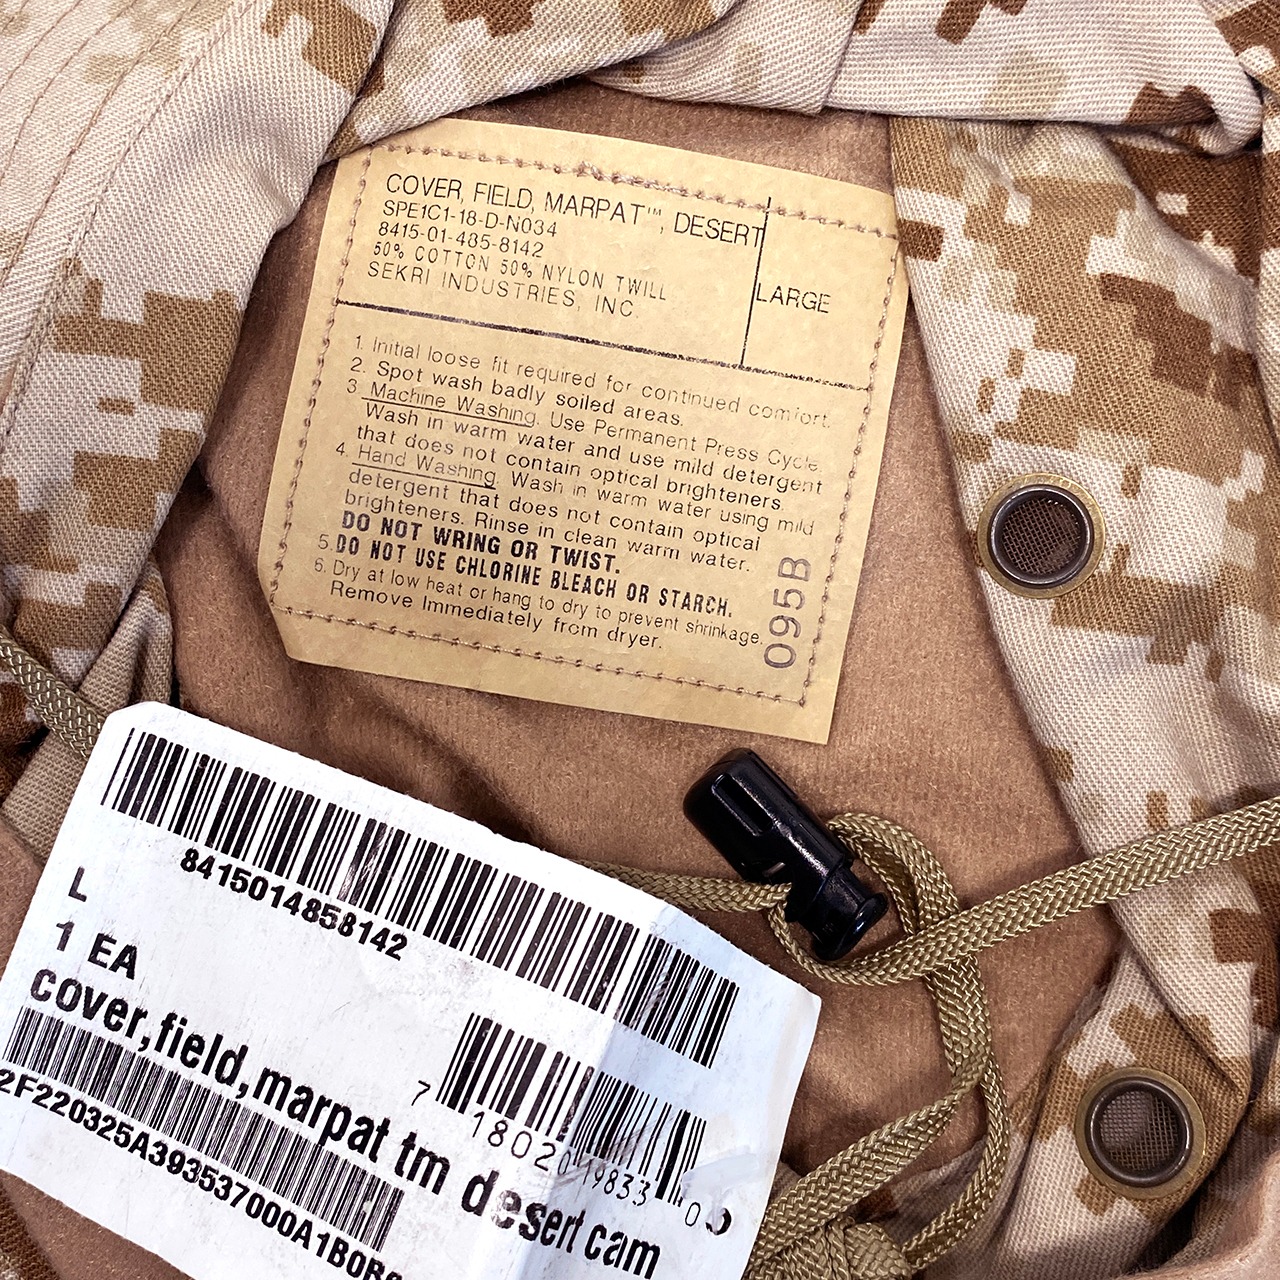 COVER, FIELD, MARPAT™, DESERT
SPE1C1-18-D-N034
8415-01-485-8142
50% COTTON 50% NYLON TWILL
SEKRI INDUSTRIES, INC.
LARGE
1. Initial loose fit required for continued comfort.
2. Spot wash badly soiled areas.
3 Machine Washing. Use Permanent Press Cycle.
Wash in warm water and use mild detergent
that does not contain optical brighteners.
4. Hand Washing. Wash in warm water using mild
detergent that does not contain optical
brighteners. Rinse in clean warm water.
DO NOT WRING OR TWIST.
5. DO NOT USE CHLORINE BLEACH OR STARCH.
6. Dry at low heat or hang to dry to prevent shrinkage.
Remove Immediately from dryer.
095B
8415014858142
L
1 EA
cover,field,marpat tm desert cam
7 18020 19833 0